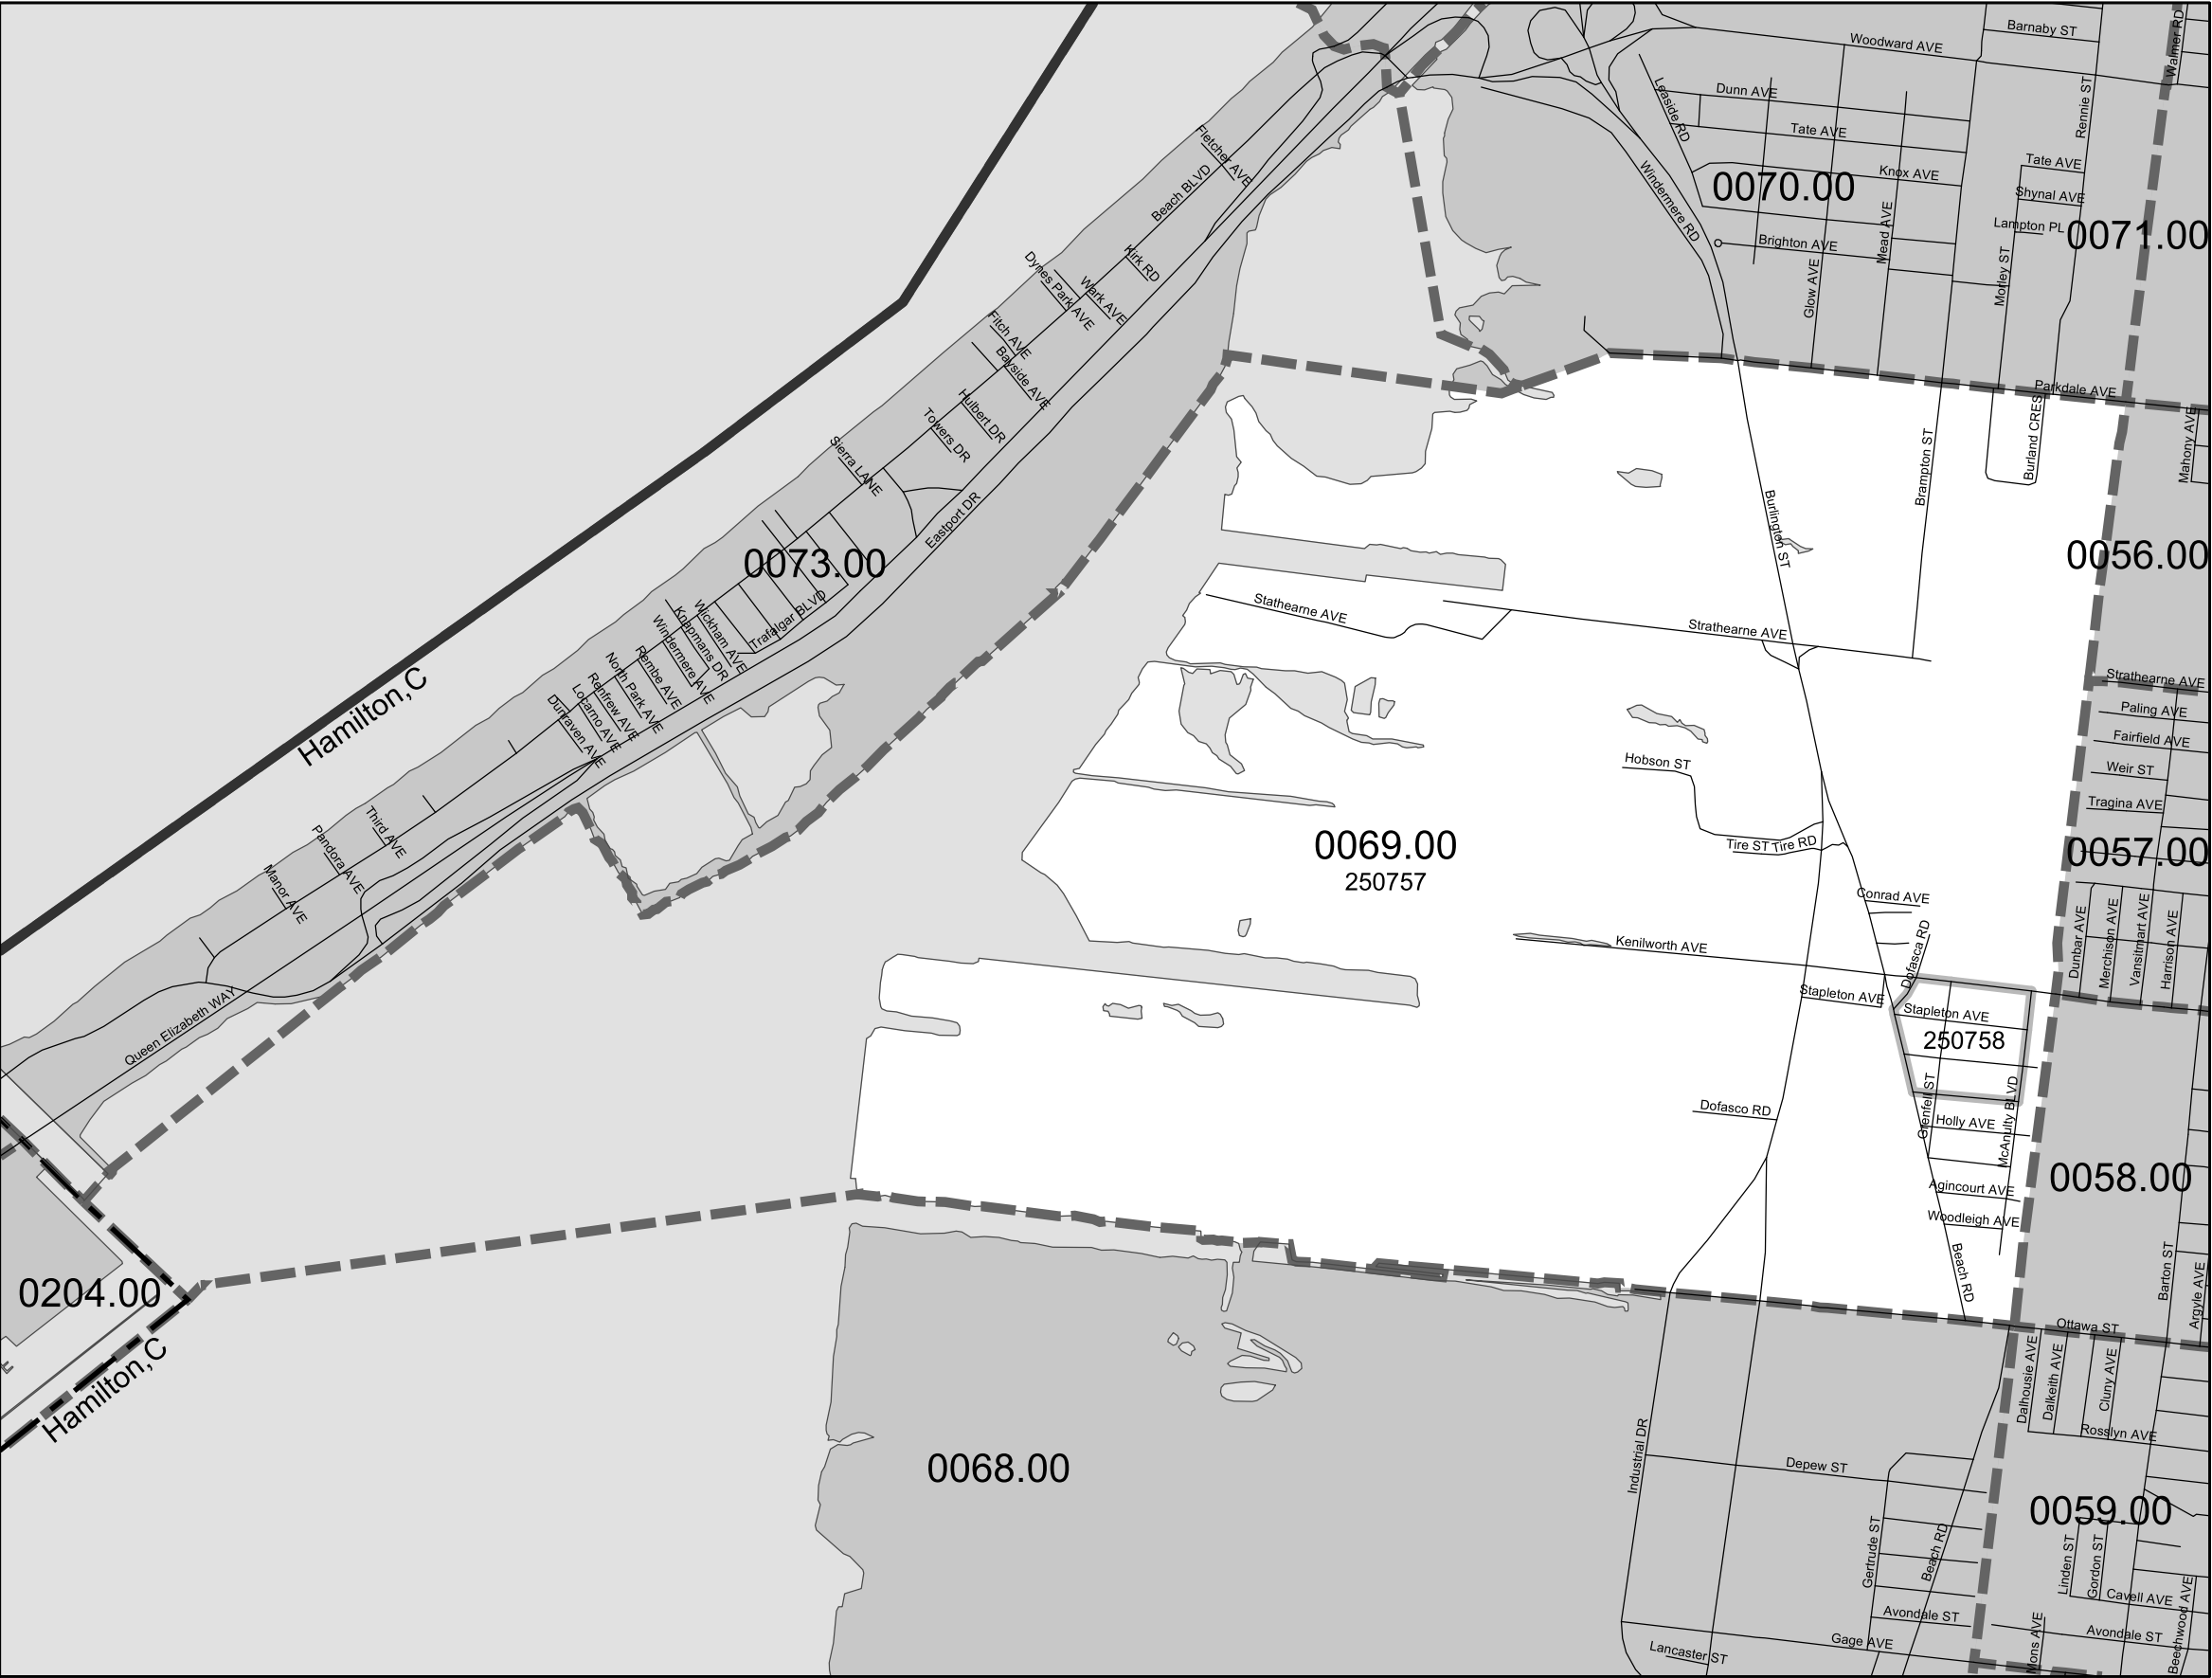 Barnaby ST
Walmer RD
Woodward AVE
Dunn AVE
Leaside RD
Rennie ST
Tate AVE
Fletcher AVE
Tate AVE
Knox AVE
Beach BLVD
Windermere RD
0070.00
Shynal AVE
Lampton PL
0071.00
Mead AVE
Brighton AVE
Kirk RD
Dynes Park AVE
Wark AVE
Glow AVE
Morley ST
Fitch AVE
Bayside AVE
Parkdale AVE
Hulbert DR
Towers DR
Burland CRES
Mahony AVE
Sierra LANE
Brampton ST
Eastport DR
Burlington ST
0073.00
0056.00
Stathearne AVE
Strathearne AVE
Trafalgar BLVD
Wickham AVE
Knapmans DR
Windermere AVE
Rembe AVE
North Park AVE
Renfrew AVE
Locarno AVE
Dunraven AVE
Hamilton,C
Strathearne AVE
Paling AVE
Fairfield AVE
Weir ST
Tragina AVE
Hobson ST
Third AVE
Pandora AVE
Manor AVE
0069.00
250757
Tire ST
Tire RD
0057.00
Conrad AVE
Dunbar AVE
Merchison AVE
Vansitmart AVE
Harrison AVE
Kenilworth AVE
Dofasca RD
Stapleton AVE
Stapleton AVE
250758
Queen Elizabeth WAY
Dofasco RD
Grenfell ST
McAnulty BLVD
Holly AVE
0058.00
Agincourt AVE
Woodleigh AVE
Beach RD
Barton ST
Argyle AVE
0204.00
E
Hamilton,C
Ottawa ST
Dalhousie AVE
Dalkeith AVE
Cluny AVE
Rosslyn AVE
0068.00
Industrial DR
Depew ST
0059.00
Gertrude ST
Beach RD
Linden ST
Gordon ST
Cavell AVE
Beechwood AVE
Avondale ST
Avondale ST
Mons AVE
Gage AVE
Lancaster ST